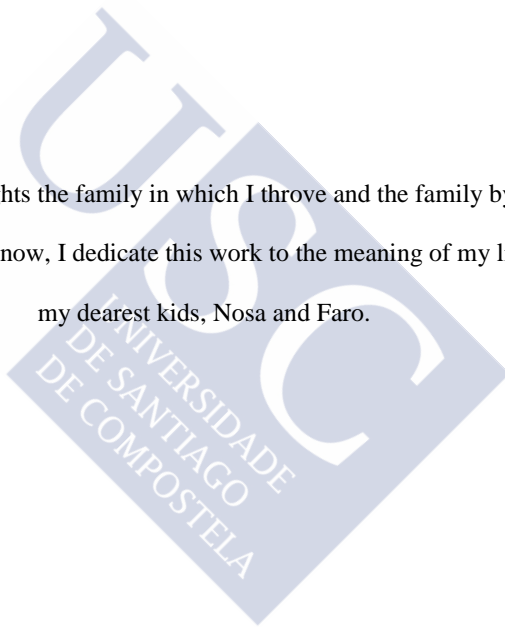 the family in which I throve and the family by
now, I dedicate this work to the meaning of my
my dearest kids, Nosa and Faro.
USC
UNIVERSIDADE
DE SANTIAGO
DE COMPOSTELA